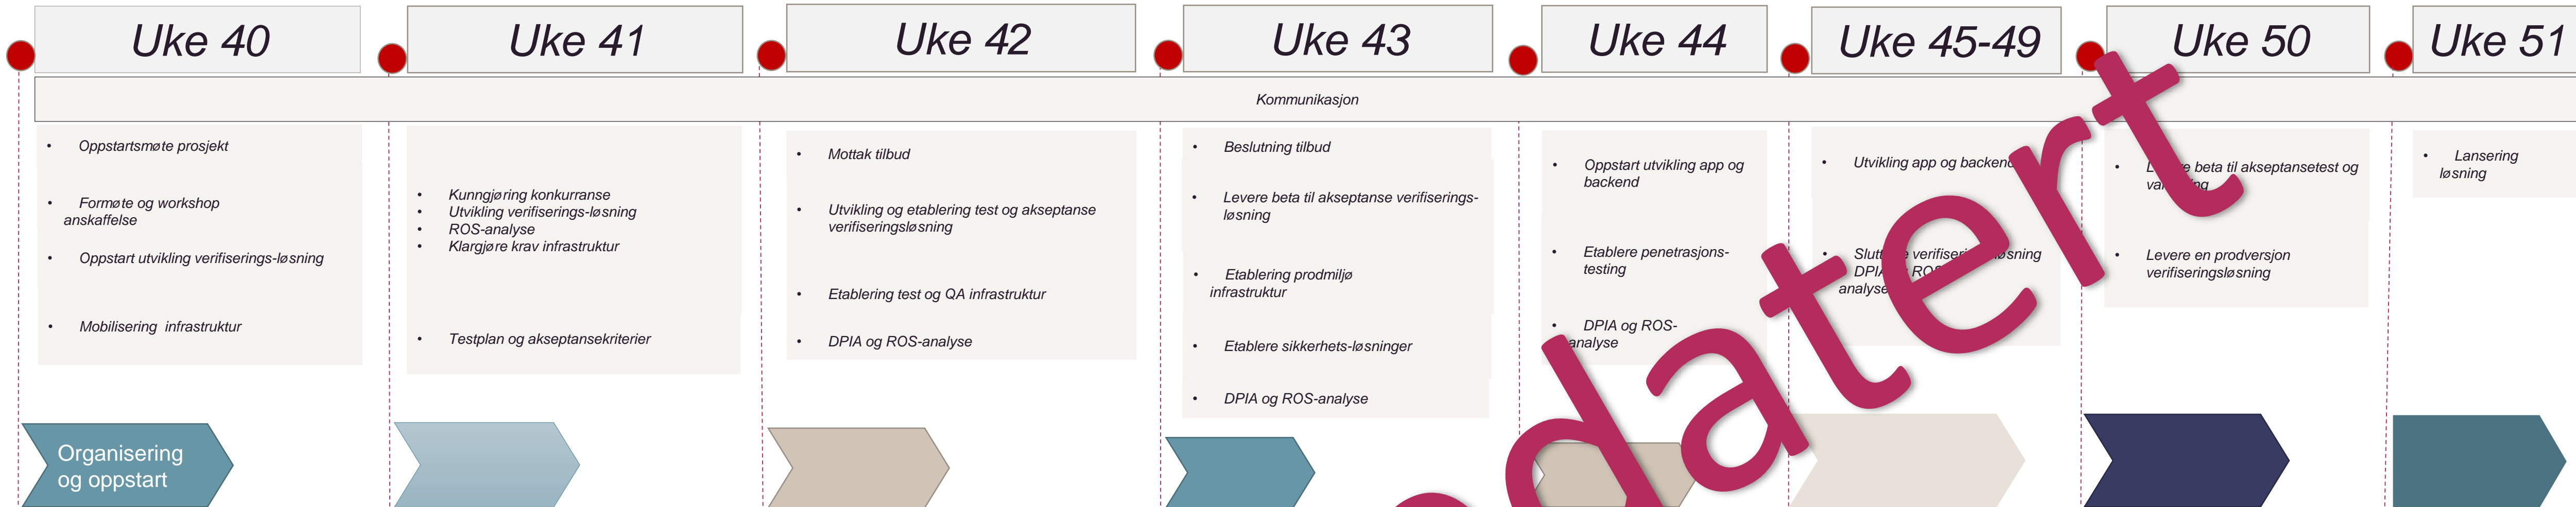 Uke 40
Uke 41
Uke 42
Uke 43
Uke 44
Uke 45-49
Uke 50
Uke 51
Kommunikasjon
• Oppstartsmøte prosjekt
• Formøte og workshop
anskaffelse
• Oppstart utvikling verifiserings-løsning
• Mobilisering infrastruktur
• Kunngjøring konkurranse
• Utvikling verifiserings-løsning
• ROS-analyse
• Klargjøre krav infrastruktur
• Testplan og akseptansekriterier
• Mottak tilbud
• Utvikling og etablering test og akseptanse
verifiseringsløsning
• Etablering test og QA infrastruktur
• DPIA og ROS-analyse
• Beslutning tilbud
• Levere beta til akseptanse verifiserings-
løsning
• Etablering prodmiljø
infrastruktur
• Etablere sikkerhets-løsninger
• DPIA og ROS-analyse
• Oppstart utvikling app og
backend
• Etablere penetrasjons-
testing
• DPIA og ROS-
analyse
• Utvikling app og backend
•
DPIA
analyse
• beta til akseptansetest og
• Levere en prodversjon
verifiseringsløsning
• Lansering
løsning
Organisering
og oppstart
datert